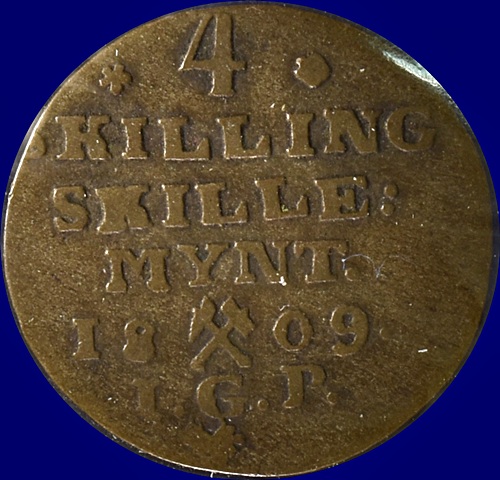 4
SKILLING
SKILLE:
MYNT.
18 09
I.G.P.